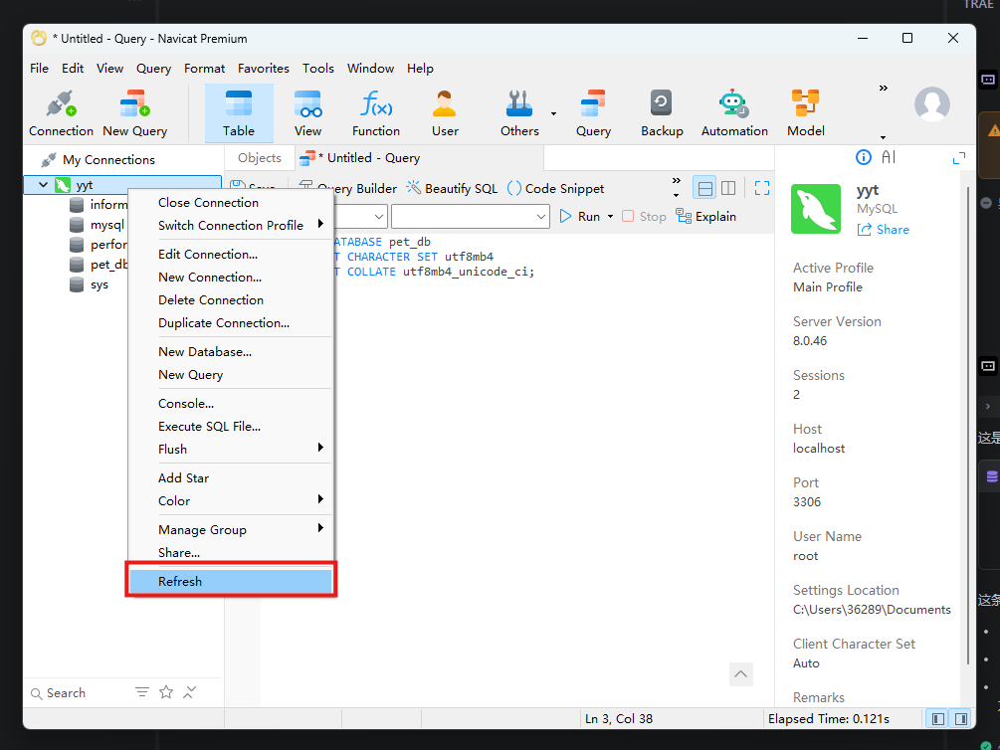 TRAE
* Untitled - Query - Navicat Premium
File Edit View Query Format Favorites Tools Window Help
Connection New Query Table View Function User Others Query Backup Automation Model
My Connections
Objects * Untitled - Query
AI
yyt
Save Query Builder Beautify SQL Code Snippet
Run Stop Explain
inform
mysql
perfor
pet_db
sys
Close Connection
Switch Connection Profile
Edit Connection...
New Connection...
Delete Connection
Duplicate Connection...
New Database...
New Query
Console...
Execute SQL File...
Flush
Add Star
Color
Manage Group
Share...
Refresh
ATABASE pet_db
T CHARACTER SET utf8mb4
T COLLATE utf8mb4_unicode_ci;
yyt
MySQL
Share
Active Profile
Main Profile
Server Version
8.0.46
Sessions
2
Host
localhost
Port
3306
User Name
root
Settings Location
C:\Users\36289\Documents
Client Character Set
Auto
Remarks
这是
这条
Search
Ln 3, Col 38
Elapsed Time: 0.121s